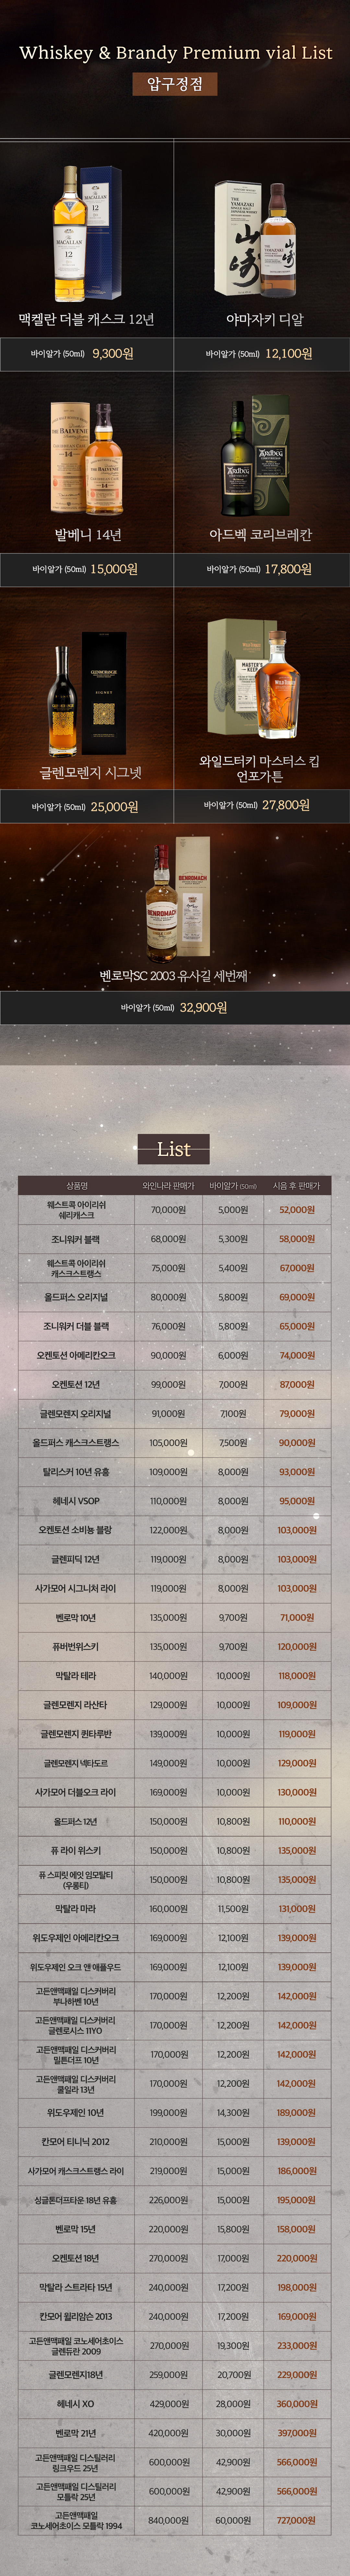 Whiskey & Brandy Premium vial List
압구정점
맥켈란 더블 캐스크 12년
야마자키 디알
바이알가 (50ml) 9,300원
바이알가 (50ml) 12,100원
발베니 14년
아드벡 코리브레칸
바이알가 (50ml) 15,000원
바이알가 (50ml) 17,800원
글렌모렌지 시그넷
와일드터키 마스터스 킵
언포가튼
바이알가 (50ml) 25,000원
바이알가 (50ml) 27,800원
벤로막SC 2003 유사길 세번째
바이알가 (50ml) 32,900원
List
상품명 와인나라 판매가 바이알가 (50ml) 시음 후 판매가
웨스트콕 아이리쉬
쉐리캐스크 70,000원 5,000원 52,000원
조니워커 블랙 68,000원 5,300원 58,000원
웨스트콕 아이리쉬
캐스크스트랭스 75,000원 5,400원 67,000원
올드퍼스 오리지널 80,000원 5,800원 69,000원
조니워커 더블 블랙 76,000원 5,800원 65,000원
오켄토션 아메리칸오크 90,000원 6,000원 74,000원
오켄토션 12년 99,000원 7,000원 87,000원
글렌모렌지 오리지널 91,000원 7,100원 79,000원
올드퍼스 캐스크스트랭스 105,000원 7,500원 90,000원
탈리스커 10년 유흥 109,000원 8,000원 93,000원
헤네시 VSOP 110,000원 8,000원 95,000원
오켄토션 소비뇽 블랑 122,000원 8,000원 103,000원
글렌피딕 12년 119,000원 8,000원 103,000원
사가모어 시그니처 라이 119,000원 8,000원 103,000원
벤로막 10년 135,000원 9,700원 71,000원
퓨버번위스키 135,000원 9,700원 120,000원
막탈라 테라 140,000원 10,000원 118,000원
글렌모렌지 라산타 129,000원 10,000원 109,000원
글렌모렌지 퀸타루반 139,000원 10,000원 119,000원
글렌모렌지 넥타도르 149,000원 10,000원 129,000원
사가모어 더블오크 라이 169,000원 10,000원 130,000원
올드퍼스 12년 150,000원 10,800원 110,000원
퓨 라이 위스키 150,000원 10,800원 135,000원
퓨 스피릿 에잇 임모탈티
(우롱티) 150,000원 10,800원 135,000원
막탈라 마라 160,000원 11,500원 131,000원
위도우제인 아메리칸오크 169,000원 12,100원 139,000원
위도우제인 오크 앤 애플우드 169,000원 12,100원 139,000원
고든앤맥패일 디스커버리
부나하벤 10년 170,000원 12,200원 142,000원
고든앤맥패일 디스커버리
글렌로시스 11YO 170,000원 12,200원 142,000원
고든앤맥패일 디스커버리
밀튼더프 10년 170,000원 12,200원 142,000원
고든앤맥패일 디스커버리
쿨일라 13년 170,000원 12,200원 142,000원
위도우제인 10년 199,000원 14,300원 189,000원
칸모어 티니닉 2012 210,000원 15,000원 139,000원
사가모어 캐스크스트랭스 라이 219,000원 15,000원 186,000원
싱글톤더프타운 18년 유흥 226,000원 15,000원 195,000원
벤로막 15년 220,000원 15,800원 158,000원
오켄토션 18년 270,000원 17,000원 220,000원
막탈라 스트라타 15년 240,000원 17,200원 198,000원
칸모어 윌리암슨 2013 240,000원 17,200원 169,000원
고든앤맥패일 코노세어초이스
글렌듀란 2009 270,000원 19,300원 233,000원
글렌모렌지18년 259,000원 20,700원 229,000원
헤네시 XO 429,000원 28,000원 360,000원
벤로막 21년 420,000원 30,000원 397,000원
고든앤맥패일 디스틸러리
링크우드 25년 600,000원 42,900원 566,000원
고든앤맥패일 디스틸러리
모틀락 25년 600,000원 42,900원 566,000원
고든앤맥패일
코노세어초이스 모틀락 1994 840,000원 60,000원 727,000원